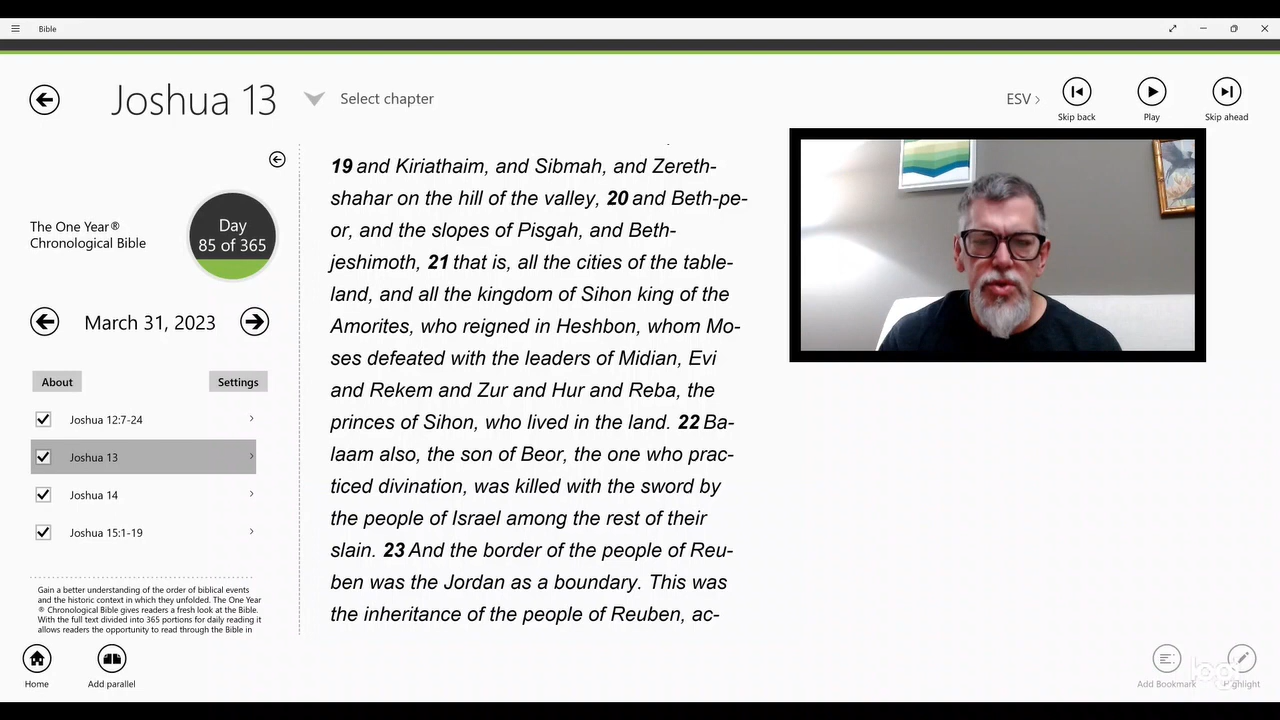 Bible
Joshua 13
Select chapter
ESV
Skip back
Play
Skip ahead
The One Year®
Chronological Bible
Day
85 of 365
March 31, 2023
About
Settings
Joshua 12:7-24
Joshua 13
Joshua 14
Joshua 15:1-19
Gain a better understanding of the order of biblical events
and the historic context in which they unfolded. The One Year
® Chronological Bible gives readers a fresh look at the Bible.
With the full text divided into 365 portions for daily reading it
allows readers the opportunity to read through the Bible in
19 and Kiriathaim, and Sibmah, and Zereth-
shahar on the hill of the valley, 20 and Beth-pe-
or, and the slopes of Pisgah, and Beth-
jeshimoth, 21 that is, all the cities of the table-
land, and all the kingdom of Sihon king of the
Amorites, who reigned in Heshbon, whom Mo-
ses defeated with the leaders of Midian, Evi
and Rekem and Zur and Hur and Reba, the
princes of Sihon, who lived in the land. 22 Ba-
laam also, the son of Beor, the one who prac-
ticed divination, was killed with the sword by
the people of Israel among the rest of their
slain. 23 And the border of the people of Reu-
ben was the Jordan as a boundary. This was
the inheritance of the people of Reuben, ac-
Home
Add parallel
Add Bookmark
Highlight
logi